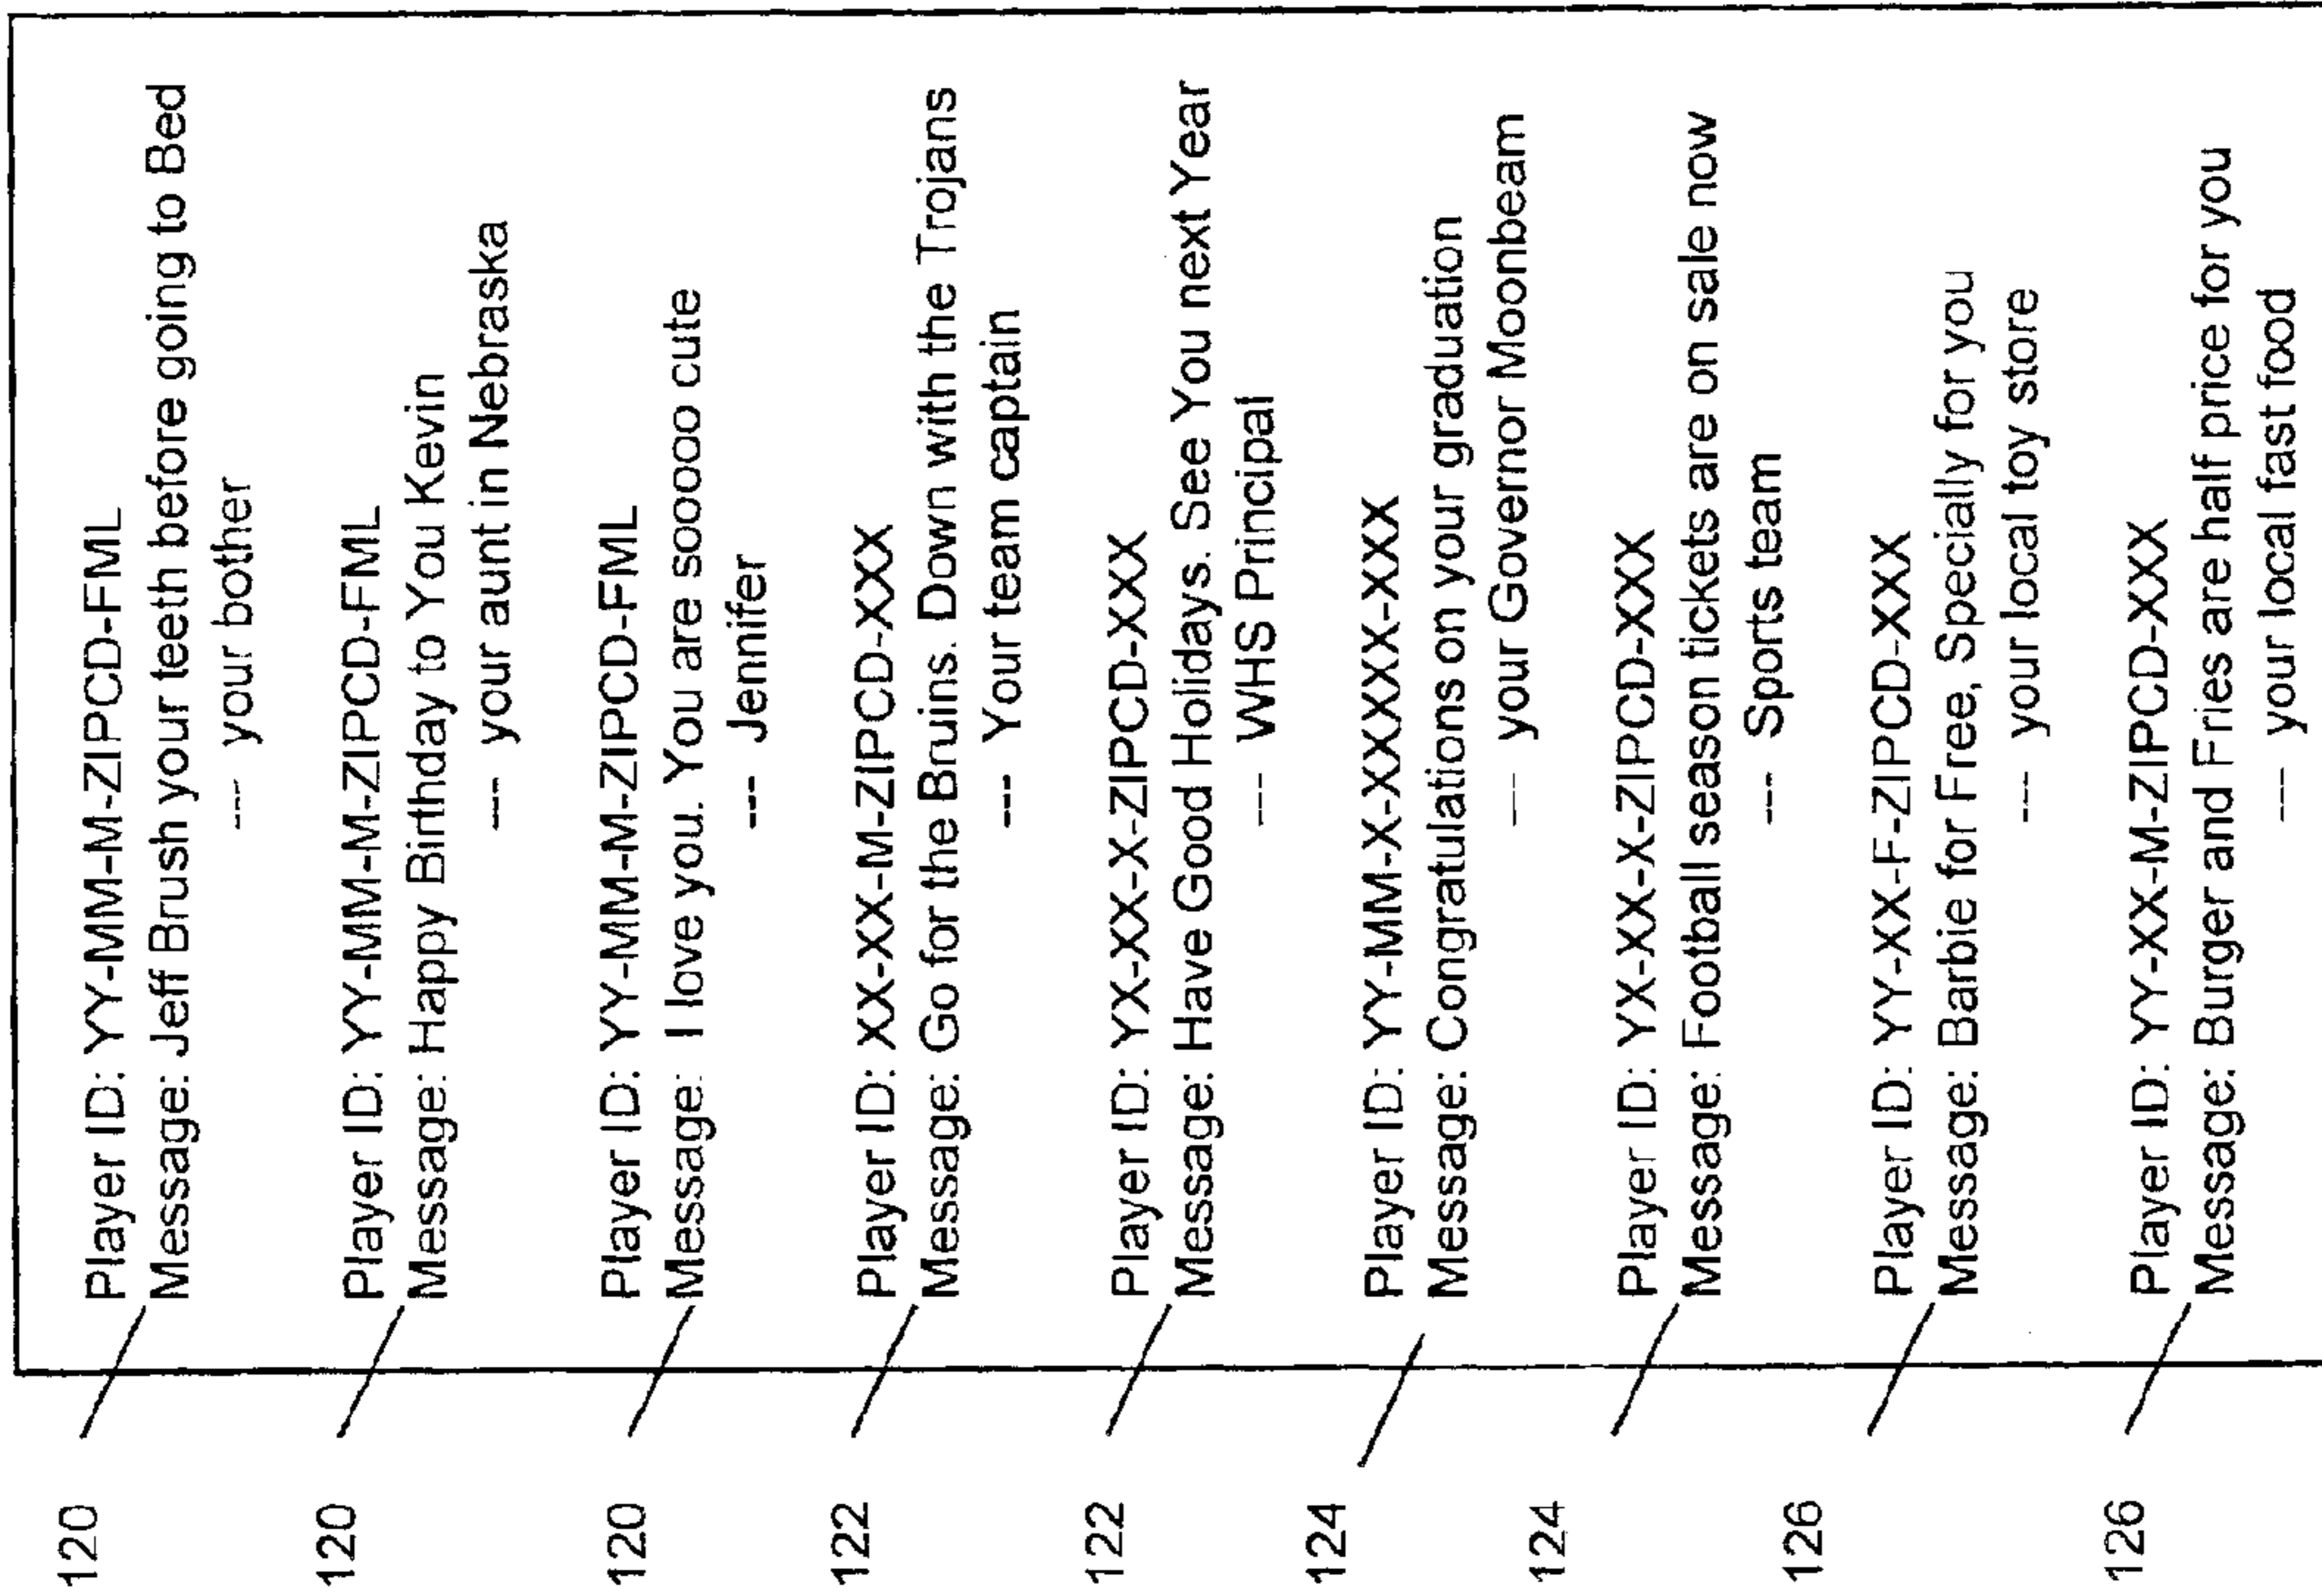 120 Player ID: YY-MM-M-ZIPCD-FML
Message: Jeff Brush your teeth before going to Bed
--- your bother
120 Player ID: YY-MM-M-ZIPCD-FML
Message: Happy Birthday to You Kevin
--- your aunt in Nebraska
120 Player ID: YY-MM-M-ZIPCD-FML
Message: I love you. You are sooooo cute
--- Jennifer
122 Player ID: XX-XX-M-ZIPCD-XXX
Message: Go for the Bruins. Down with the Trojans
--- Your team captain
122 Player ID: YX-XX-X-ZIPCD-XXX
Message: Have Good Holidays. See You next Year
--- WHS Principal
124 Player ID: YY-MM-X-XXXXX-XXX
Message: Congratulations on your graduation
--- your Governor Moonbeam
124 Player ID: YX-XX-X-ZIPCD-XXX
Message: Football season tickets are on sale now
--- Sports team
126 Player ID: YY-XX-F-ZIPCD-XXX
Message: Barbie for Free, Specially for you
--- your local toy store
126 Player ID: YY-XX-M-ZIPCD-XXX
Message: Burger and Fries are half price for you
--- your local fast food